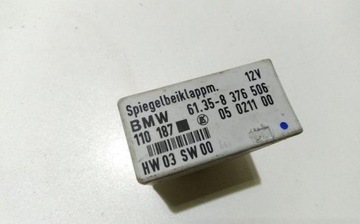 Spiegelbeiklappm. 12V
BMW 61.35-8 376 506
110 187 05 0211 00
HW 03 SW 00